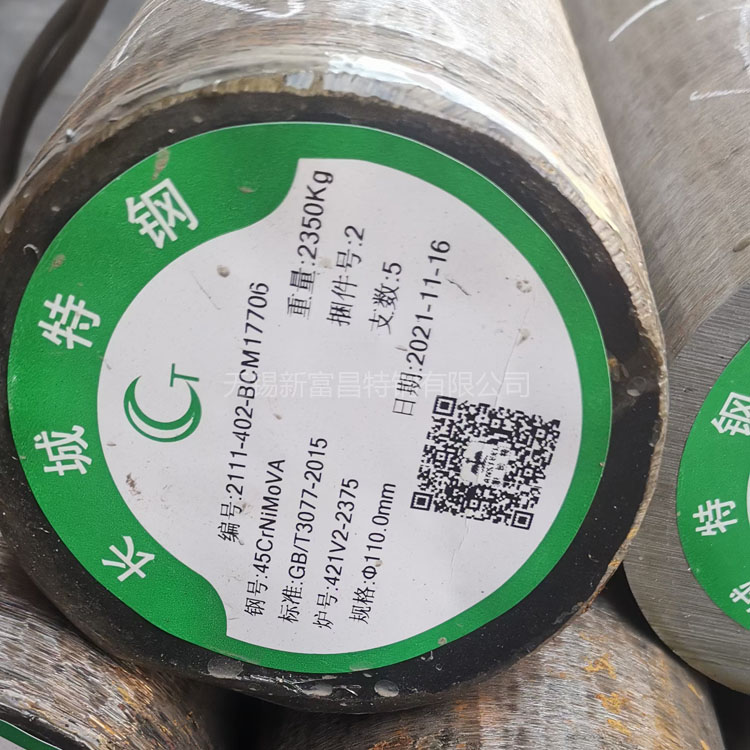 长城特钢
GT
编号:2111-402-BCM17706
钢号:45CrNiMoVA
标准:GB/T3077-2015
炉号:421V2-2375
规格:Φ110.0mm
重量:2350Kg
捆件号:2
支数:5
日期:2021-11-16
无锡新富昌特钢有限公司
特钢